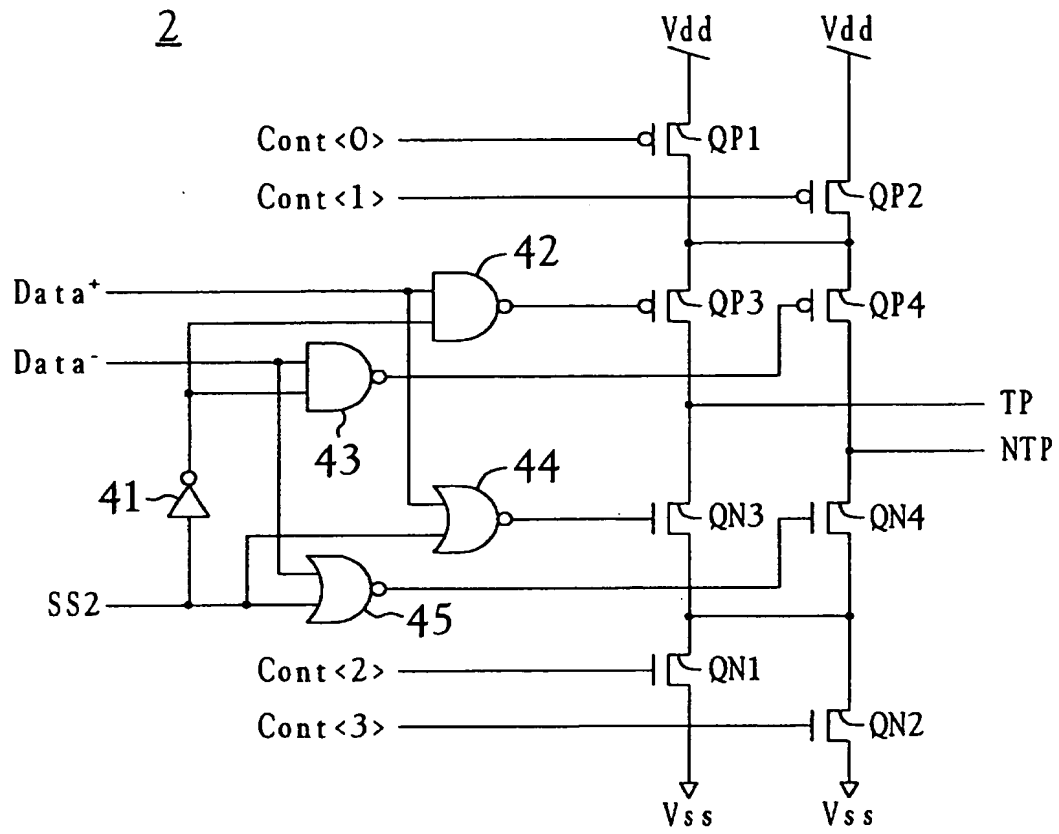 2
Vdd Vdd
Cont<0> QP1
Cont<1> QP2
42
Data+ QP3 QP4
Data-
43 TP
44 NTP
41 QN3 QN4
SS2 45
Cont<2> QN1
Cont<3> QN2
Vss Vss